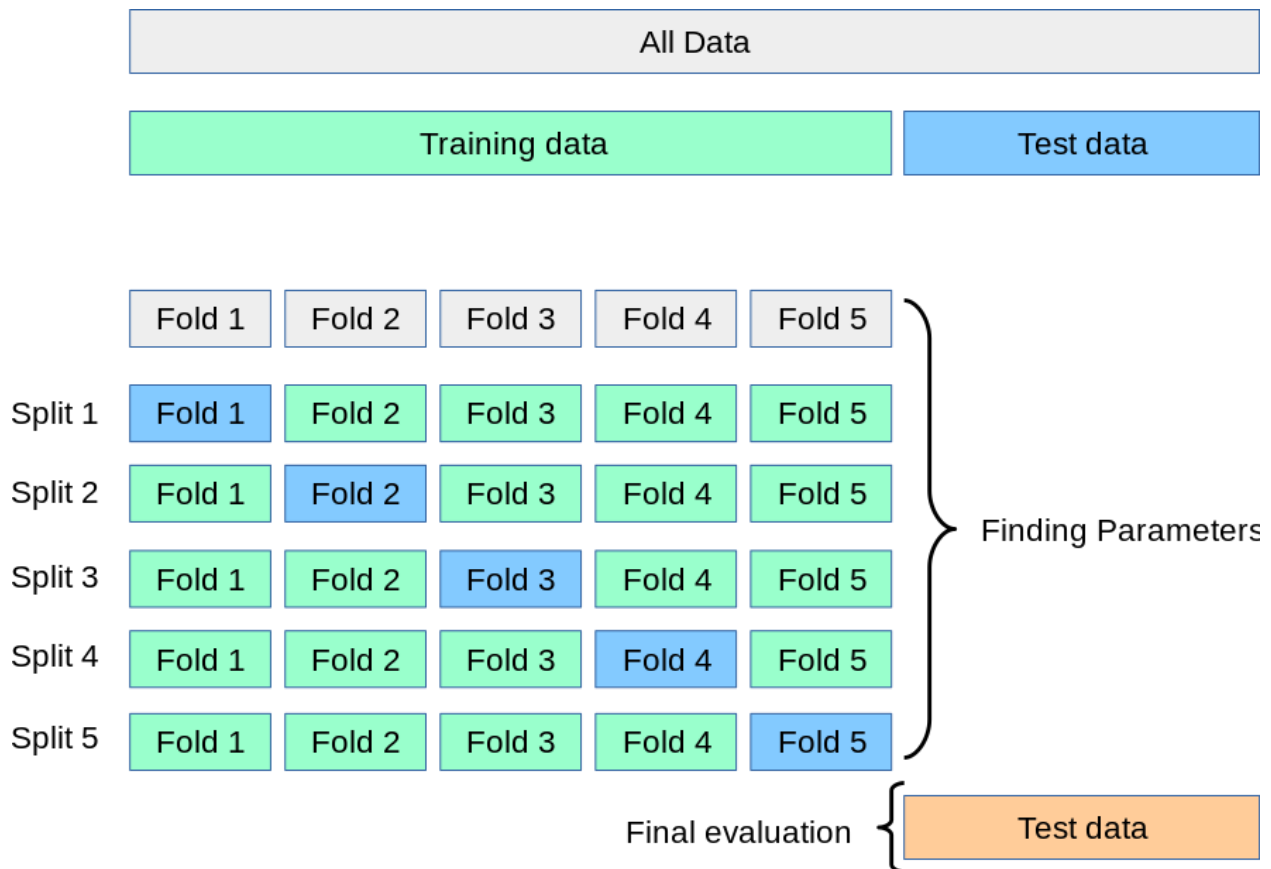 All Data
Training data Test data
Fold 1 Fold 2 Fold 3 Fold 4 Fold 5
Split 1 Fold 1 Fold 2 Fold 3 Fold 4 Fold 5
Split 2 Fold 1 Fold 2 Fold 3 Fold 4 Fold 5
Finding Parameters
Split 3 Fold 1 Fold 2 Fold 3 Fold 4 Fold 5
Split 4 Fold 1 Fold 2 Fold 3 Fold 4 Fold 5
Split 5 Fold 1 Fold 2 Fold 3 Fold 4 Fold 5
Final evaluation Test data